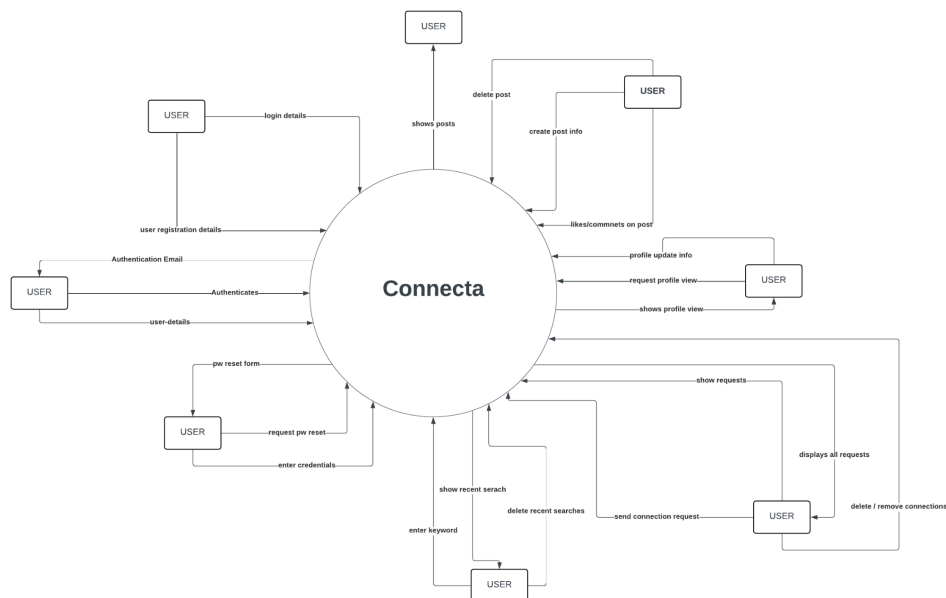 USER
USER
delete post
USER
USER
login details
shows posts
create post info
user registration details
likes/commnets on post
Authentication Email
profile update info
USER
Authenticates
Connecta
request profile view
USER
shows profile view
user-details
pw reset form
show requests
USER
request pw reset
displays all requests
enter credentials
show recent serach
delete recent searches
delete / remove connections
send connection request
USER
enter keyword
USER